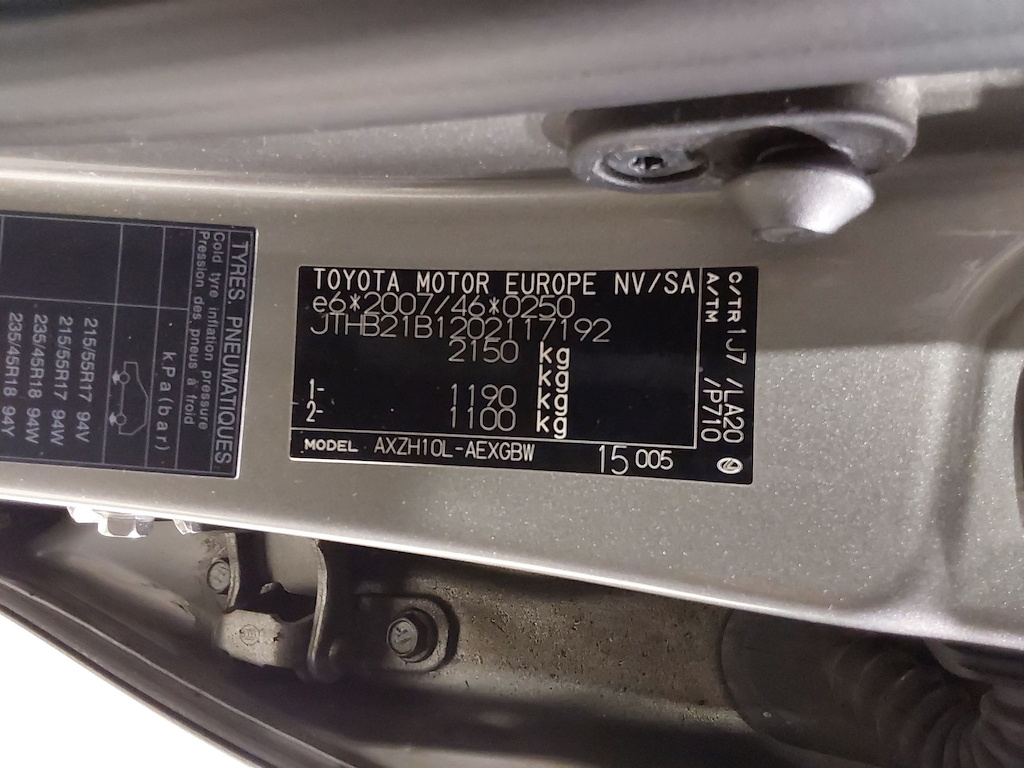 TYRES PNEUMATIQUES
Cold tyre inflation pressure
Pression des pneus à froid
kPa (bar)
215/55R17 94V
215/55R17 94W
235/45R18 94W
235/45R18 94Y
TOYOTA MOTOR EUROPE NV/SA
e6*2007/46*0250
JTHB21B1202117192
2150 kg
kg
1- 1190 kg
2- 1100 kg
MODEL AXZH10L-AEXGBW 15 005
C/TR 1J7 /LA20
A/TM /P710